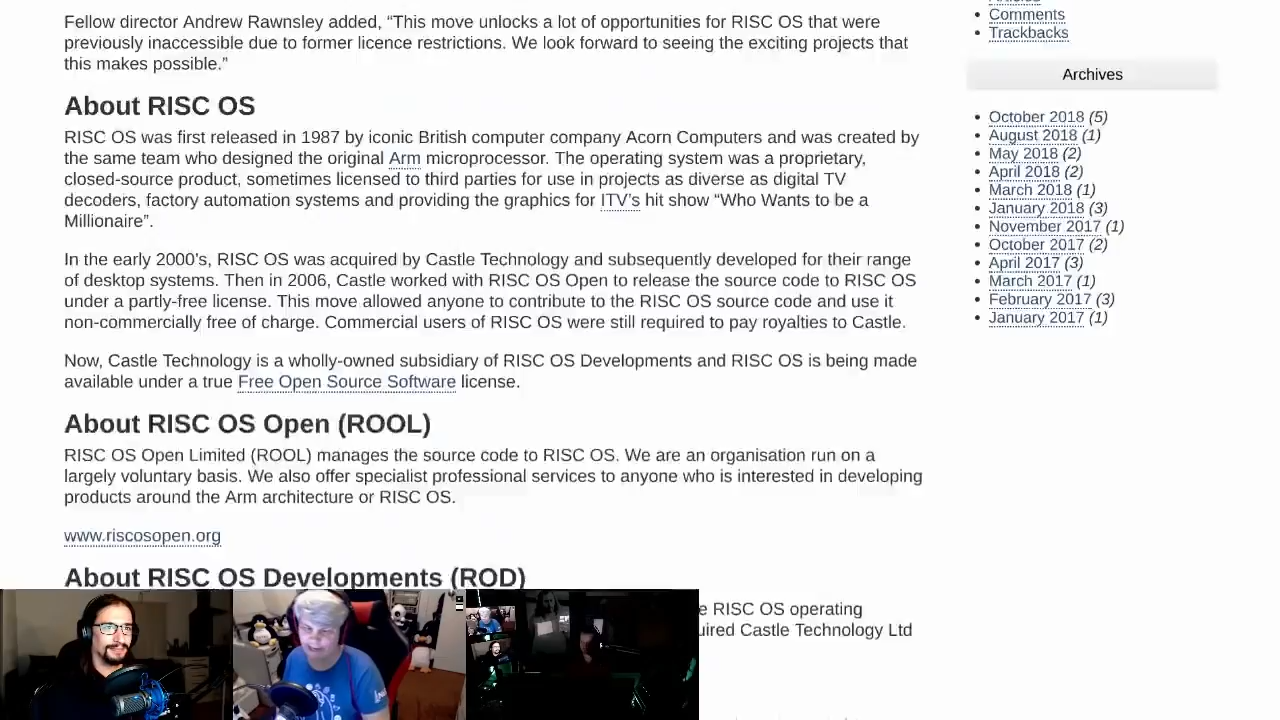 Fellow director Andrew Rawnsley added, “This move unlocks a lot of opportunities for RISC OS that were
previously inaccessible due to former licence restrictions. We look forward to seeing the exciting projects that
this makes possible.”
About RISC OS
RISC OS was first released in 1987 by iconic British computer company Acorn Computers and was created by
the same team who designed the original Arm microprocessor. The operating system was a proprietary,
closed-source product, sometimes licensed to third parties for use in projects as diverse as digital TV
decoders, factory automation systems and providing the graphics for ITV’s hit show “Who Wants to be a
Millionaire”.
In the early 2000’s, RISC OS was acquired by Castle Technology and subsequently developed for their range
of desktop systems. Then in 2006, Castle worked with RISC OS Open to release the source code to RISC OS
under a partly-free license. This move allowed anyone to contribute to the RISC OS source code and use it
non-commercially free of charge. Commercial users of RISC OS were still required to pay royalties to Castle.
Now, Castle Technology is a wholly-owned subsidiary of RISC OS Developments and RISC OS is being made
available under a true Free Open Source Software license.
About RISC OS Open (ROOL)
RISC OS Open Limited (ROOL) manages the source code to RISC OS. We are an organisation run on a
largely voluntary basis. We also offer specialist professional services to anyone who is interested in developing
products around the Arm architecture or RISC OS.
www.riscosopen.org
About RISC OS Developments (ROD)
e RISC OS operating
uired Castle Technology Ltd
Comments
Trackbacks
Archives
October 2018 (5)
August 2018 (1)
May 2018 (2)
April 2018 (2)
March 2018 (1)
January 2018 (3)
November 2017 (1)
October 2017 (2)
April 2017 (3)
March 2017 (1)
February 2017 (3)
January 2017 (1)